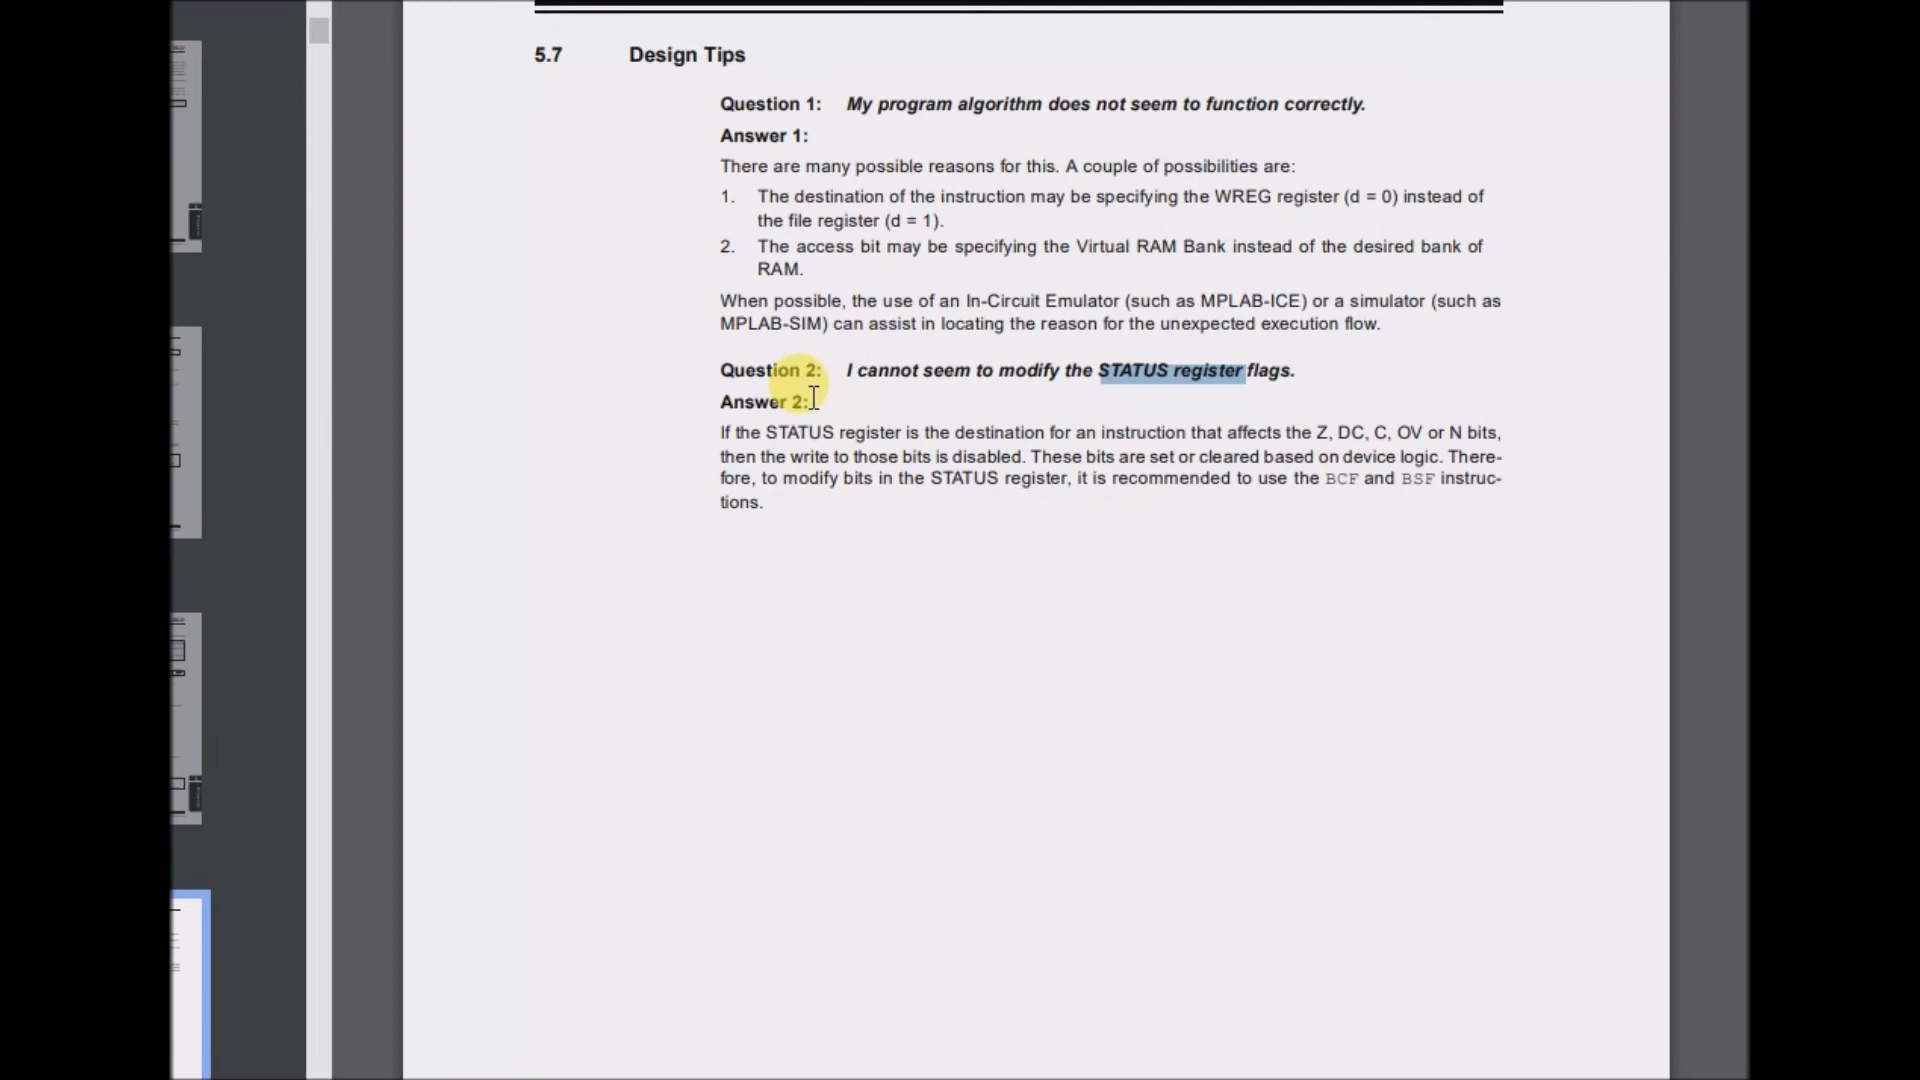 5.7 Design Tips
Question 1: My program algorithm does not seem to function correctly.
Answer 1:
There are many possible reasons for this. A couple of possibilities are:
1. The destination of the instruction may be specifying the WREG register (d = 0) instead of
the file register (d = 1).
2. The access bit may be specifying the Virtual RAM Bank instead of the desired bank of
RAM.
When possible, the use of an In-Circuit Emulator (such as MPLAB-ICE) or a simulator (such as
MPLAB-SIM) can assist in locating the reason for the unexpected execution flow.
Question 2: I cannot seem to modify the STATUS register flags.
Answer 2:
If the STATUS register is the destination for an instruction that affects the Z, DC, C, OV or N bits,
then the write to those bits is disabled. These bits are set or cleared based on device logic. There-
fore, to modify bits in the STATUS register, it is recommended to use the BCF and BSF instruc-
tions.